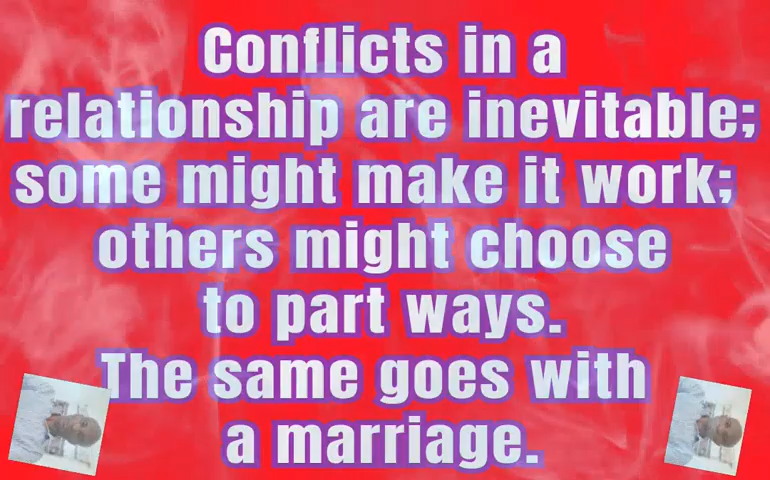 Conflicts in a
relationship are inevitable;
some might make it work;
others might choose
to part ways.
The same goes with
a marriage.